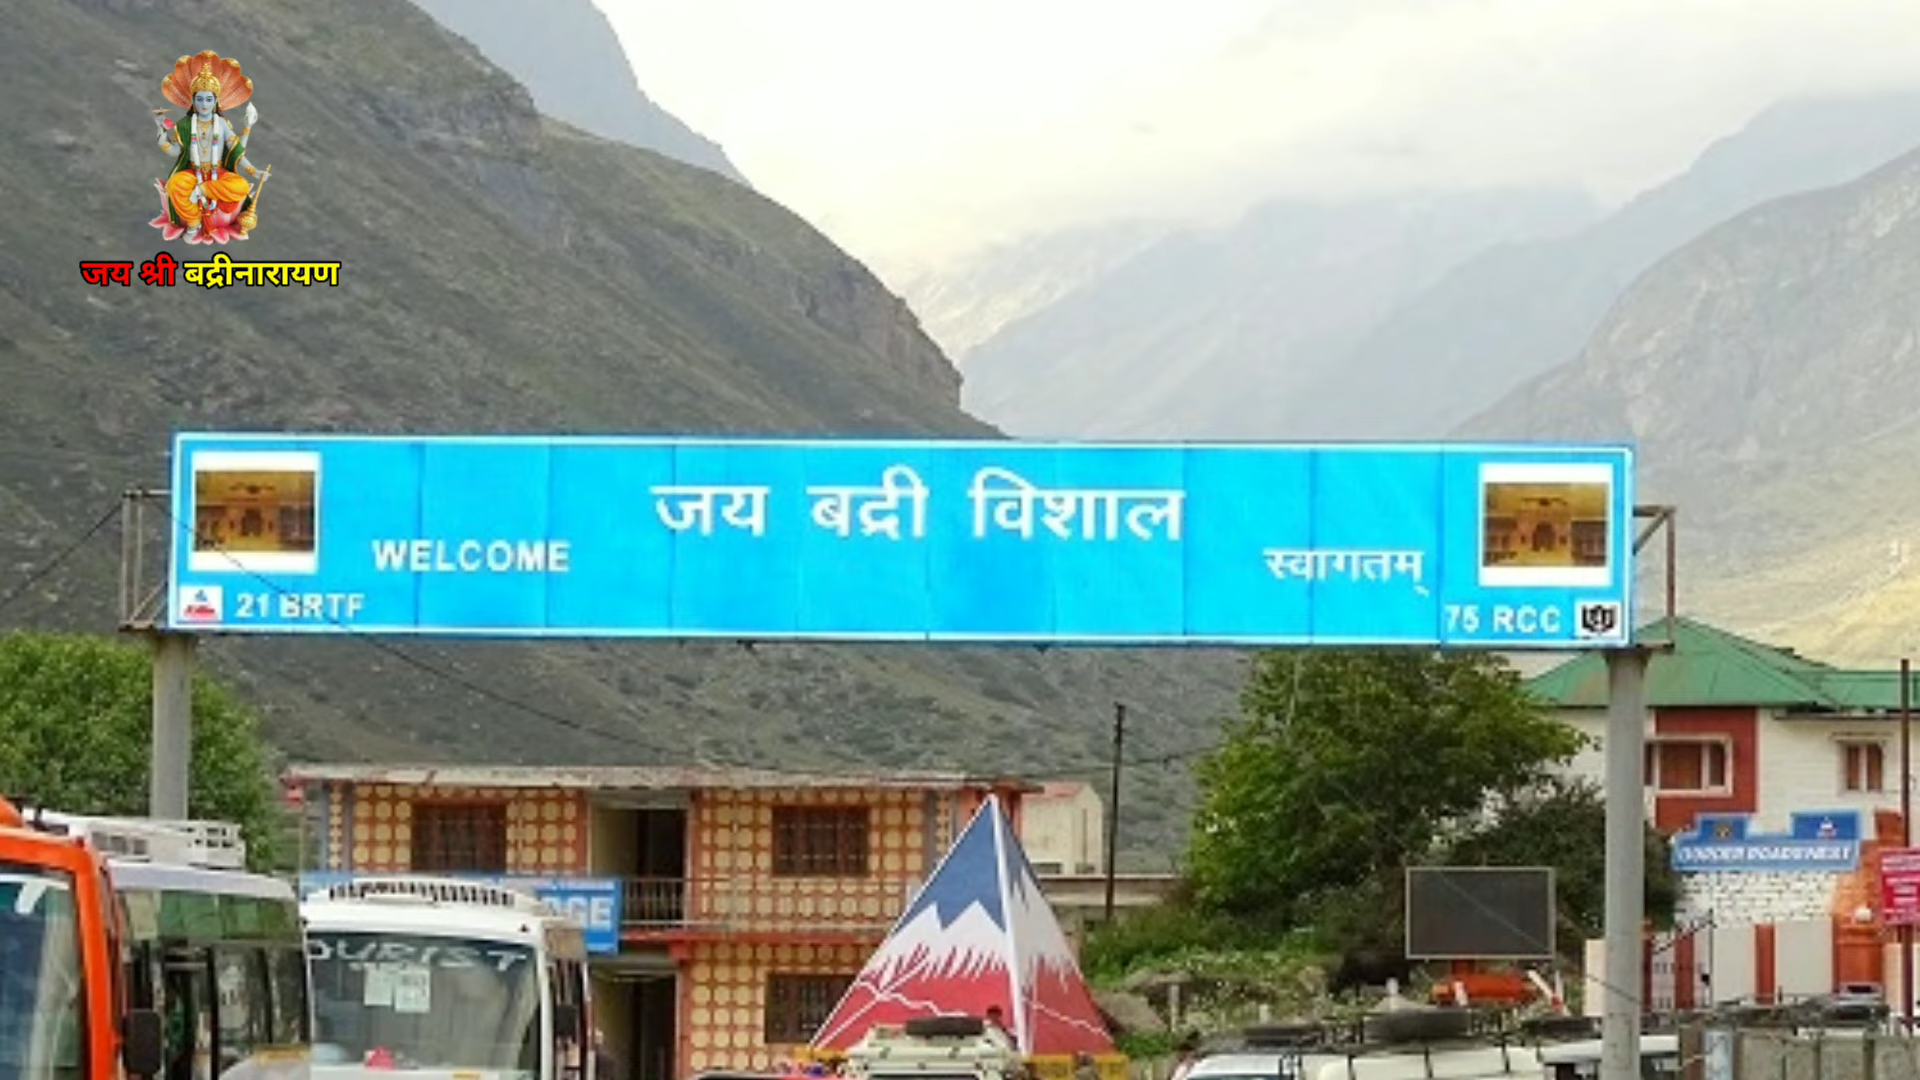 जय श्री बद्रीनारायण
जय बद्री विशाल
WELCOME
स्वागतम्
21 BRTF
75 RCC
TOURIST